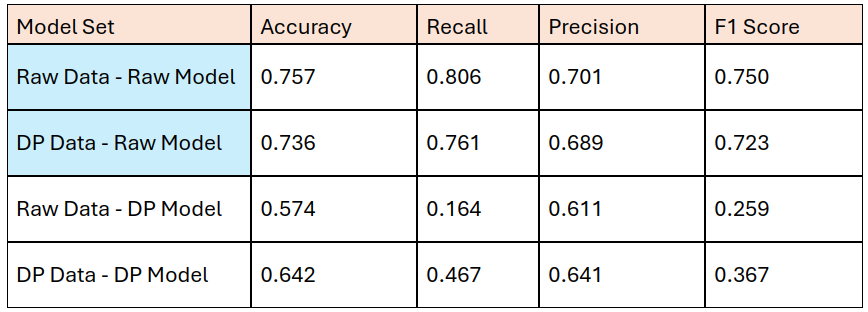 Model Set Accuracy Recall Precision F1 Score
Raw Data - Raw Model 0.757 0.806 0.701 0.750
DP Data - Raw Model 0.736 0.761 0.689 0.723
Raw Data - DP Model 0.574 0.164 0.611 0.259
DP Data - DP Model 0.642 0.467 0.641 0.367